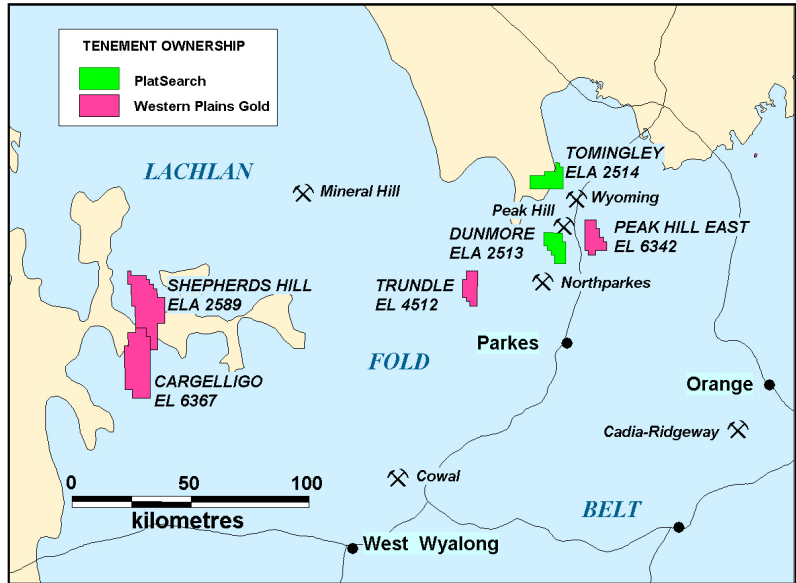 TENEMENT OWNERSHIP
PlatSearch
Western Plains Gold
LACHLAN
Mineral Hill
TOMINGLEY
ELA 2514
Wyoming
Peak Hill
DUNMORE
ELA 2513
PEAK HILL EAST
EL 6342
SHEPHERDS HILL
ELA 2589
TRUNDLE
EL 4512
Northparkes
Parkes
FOLD
CARGELLIGO
EL 6367
Orange
Cadia-Ridgeway
0 50 100
kilometres
Cowal
BELT
West Wyalong